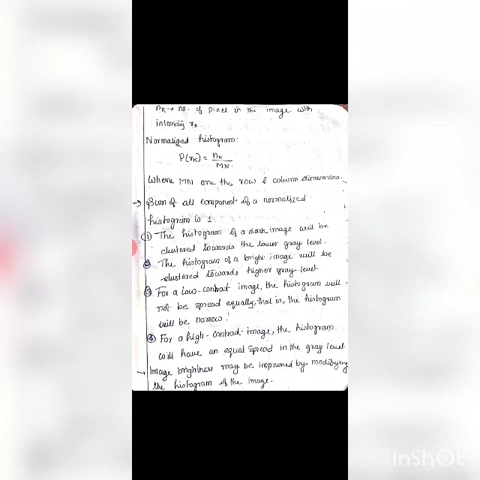 nk → no. of pixel in the image with
intensity rk.
Normalized histogram:
P(rk) = nk / MN
Where MN are the row & column dimensions.
→ Sum of all component of a normalized
histogram is 1.
① The histogram of a dark image will be
clustered towards the lower gray level.
② The histogram of a bright image will be
clustered towards higher gray level
③ For a low-contrast image, the histogram will
not be spread equally, that is, the histogram
will be narrow.
④ For a high-contrast image, the histogram
will have an equal spread in the gray level
→ Image brightness may be improved by modifying
the histogram of the image.
InShOt